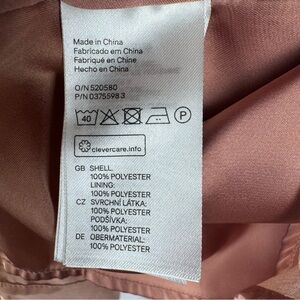 Made in China
Fabricado em China
Fabriqué en Chine
Hecho en China
O/N 520580
P/N 0375598 3
40
P
clevercare.info
GB SHELL:
100% POLYESTER
LINING:
100% POLYESTER
CZ SVRCHNÍ LÁTKA:
100% POLYESTER
PODŠÍVKA:
100% POLYESTER
DE OBERMATERIAL:
100% POLYESTER